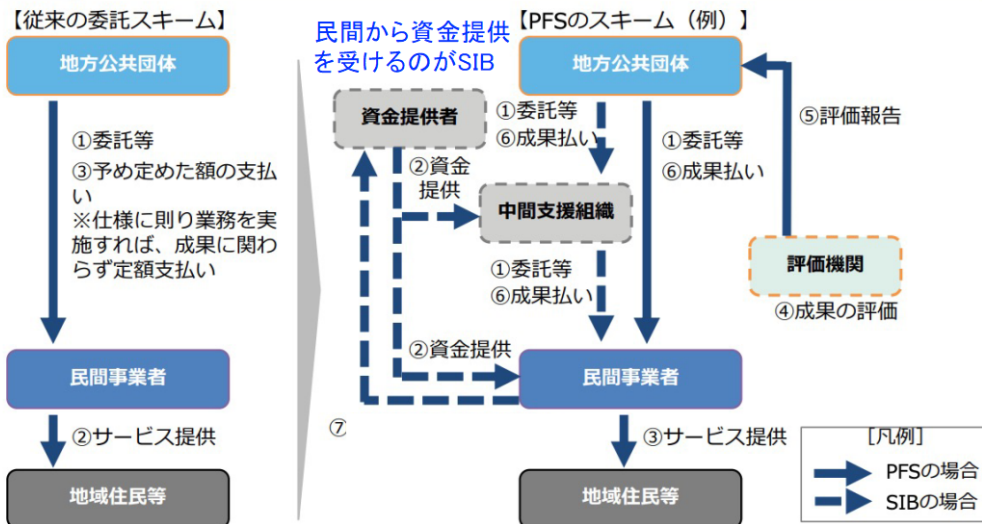 【従来の委託スキーム】
地方公共団体
①委託等
③予め定めた額の支払
い
※仕様に則り業務を実
施すれば、成果に関わ
らず定額支払い
民間事業者
②サービス提供
地域住民等
民間から資金提供
を受けるのがSIB
【PFSのスキーム（例）】
地方公共団体
資金提供者
①委託等
⑥成果払い
①委託等
⑥成果払い
⑤評価報告
②資金
提供
中間支援組織
評価機関
①委託等
⑥成果払い
④成果の評価
②資金提供
民間事業者
⑦
③サービス提供
地域住民等
［凡例］
PFSの場合
SIBの場合